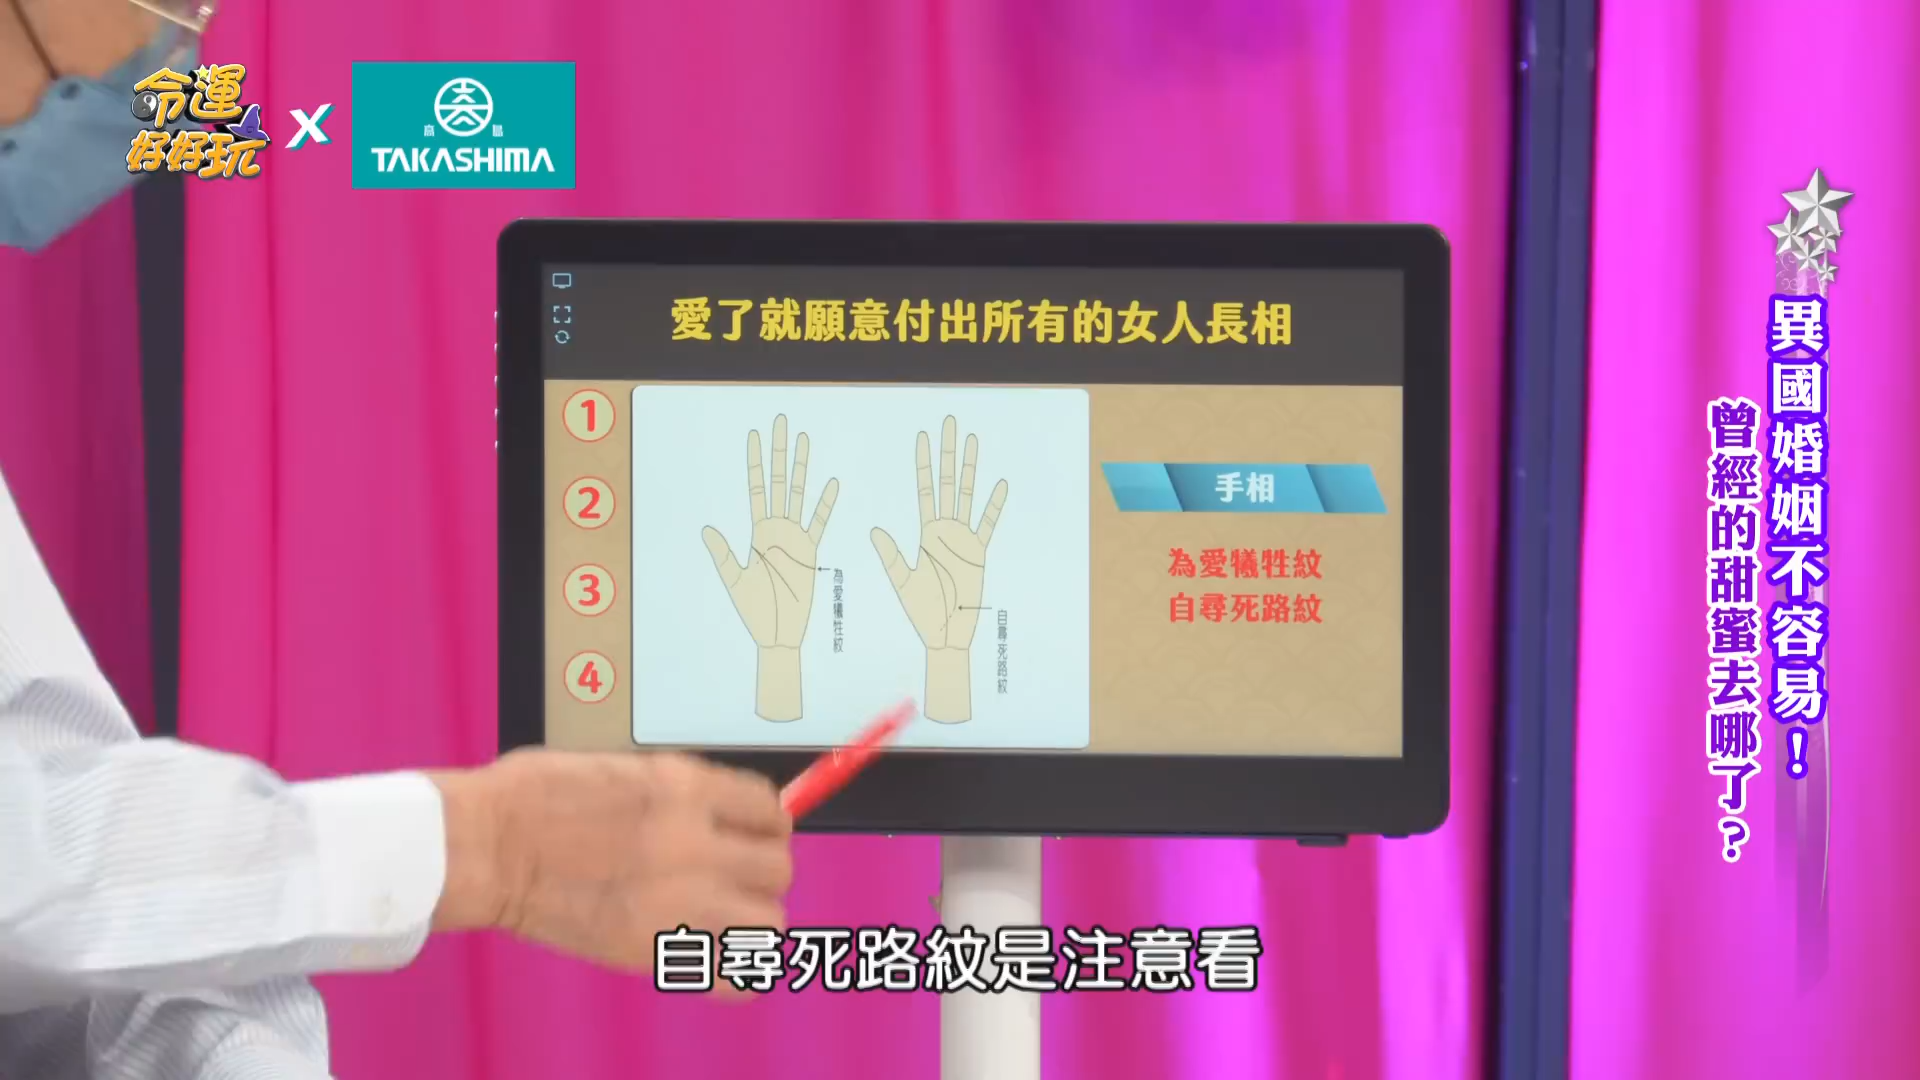 命運
好好玩
X
高島
TAKASHIMA
愛了就願意付出所有的女人長相
1
2
3
4
為愛犧牲紋
自尋死路紋
手相
為愛犧牲紋
自尋死路紋
異國婚姻不容易！
曾經的甜蜜去哪了？
自尋死路紋是注意看